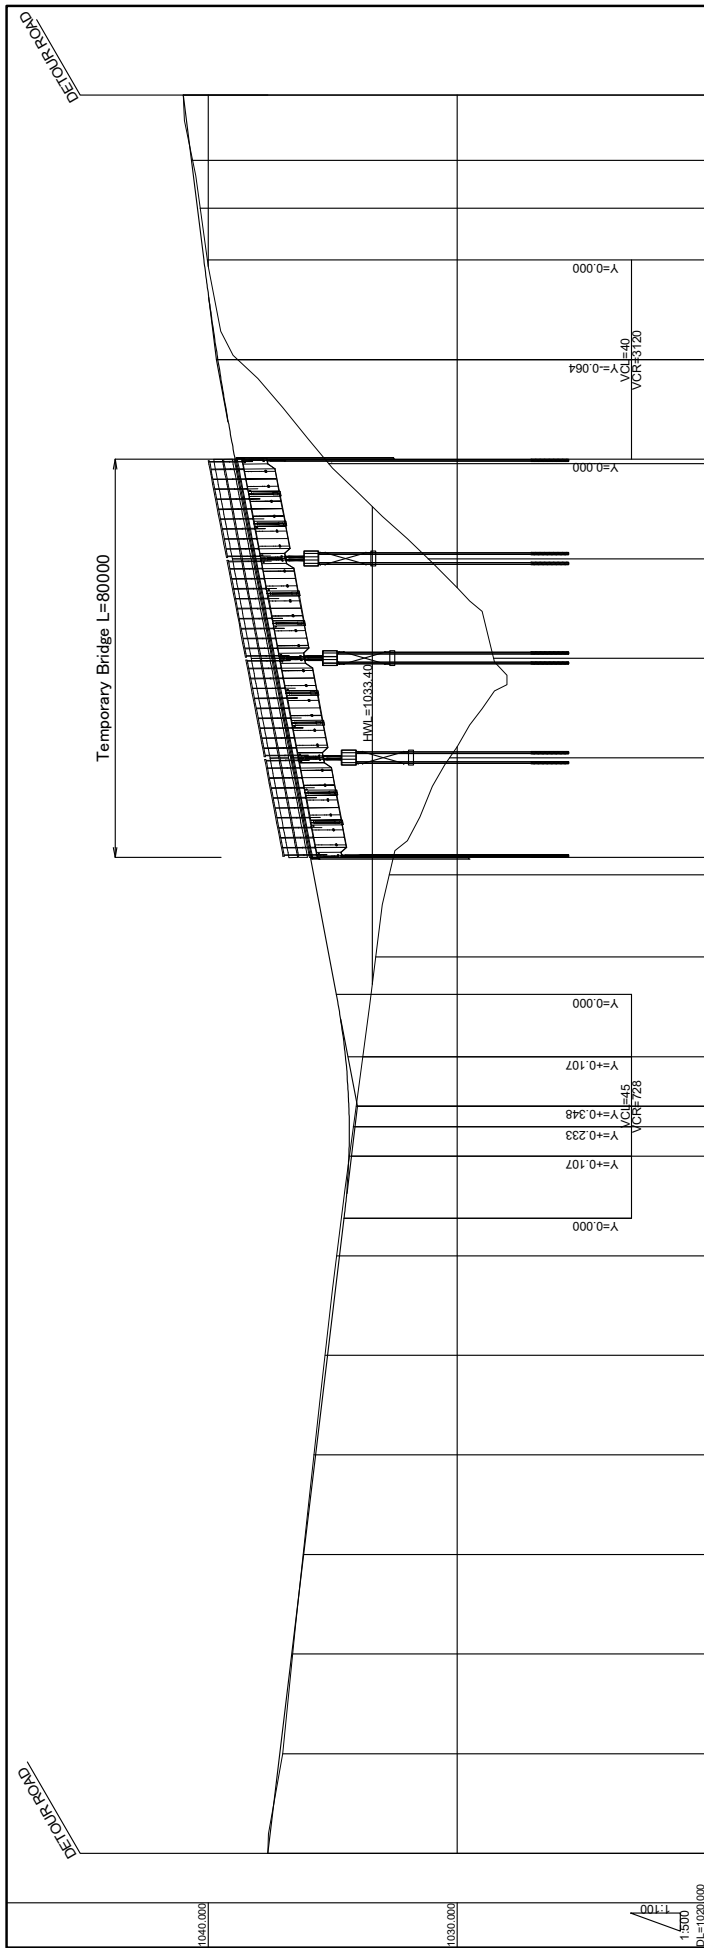 DETOUR ROAD
DETOUR ROAD
Temporary Bridge L=80000
HWL=1033.40
1040.000
1030.000
DL=1020.000
1:100
1:500
Y=0.000
Y=+0.107
Y=+0.233
Y=+0.348
Y=+0.107
Y=0.000
VCL=45
VCR=728
Y=0.000
Y=-0.064
Y=0.000
VCL=40
VCR=3120